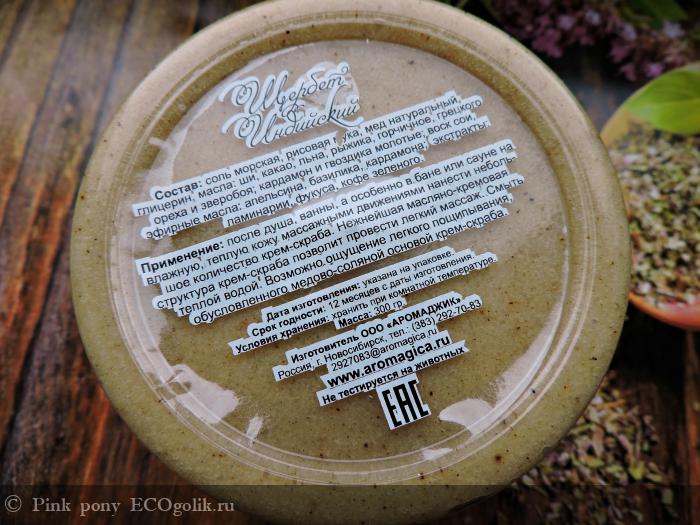 Щербет
Индийский
Состав: соль морская, рисовая мука, мед натуральный,
глицерин, масла: ши, какао, льна, рыжика, горчичное, грецкого
ореха и зверобоя; кардамон и гвоздика молотые; воск сои,
эфирные масла: апельсина, базилика, кардамона; экстракты:
ламинарии, фукуса, кофе зеленого.
Применение: после душа, ванны, а особенно в бане или сауне на
влажную, теплую кожу массажными движениями нанести неболь-
шое количество крем-скраба. Нежнейшая масляно-кремовая
структура крем-скраба позволит провести легкий массаж. Смыть
теплой водой. Возможно ощущение легкого пощипывания,
обусловленного медово-соляной основой крем-скраба.
Дата изготовления: указана на упаковке.
Срок годности: 12 месяцев с даты изготовления.
Условия хранения: хранить при комнатной температуре.
Масса: 300 гр.
Изготовитель ООО «АРОМАДЖИК»
Россия, г. Новосибирск, тел.: (383) 292-70-83
2927083@aromagica.ru
www.aromagica.ru
Не тестируется на животных
EAC
© Pink pony ECOgolik.ru